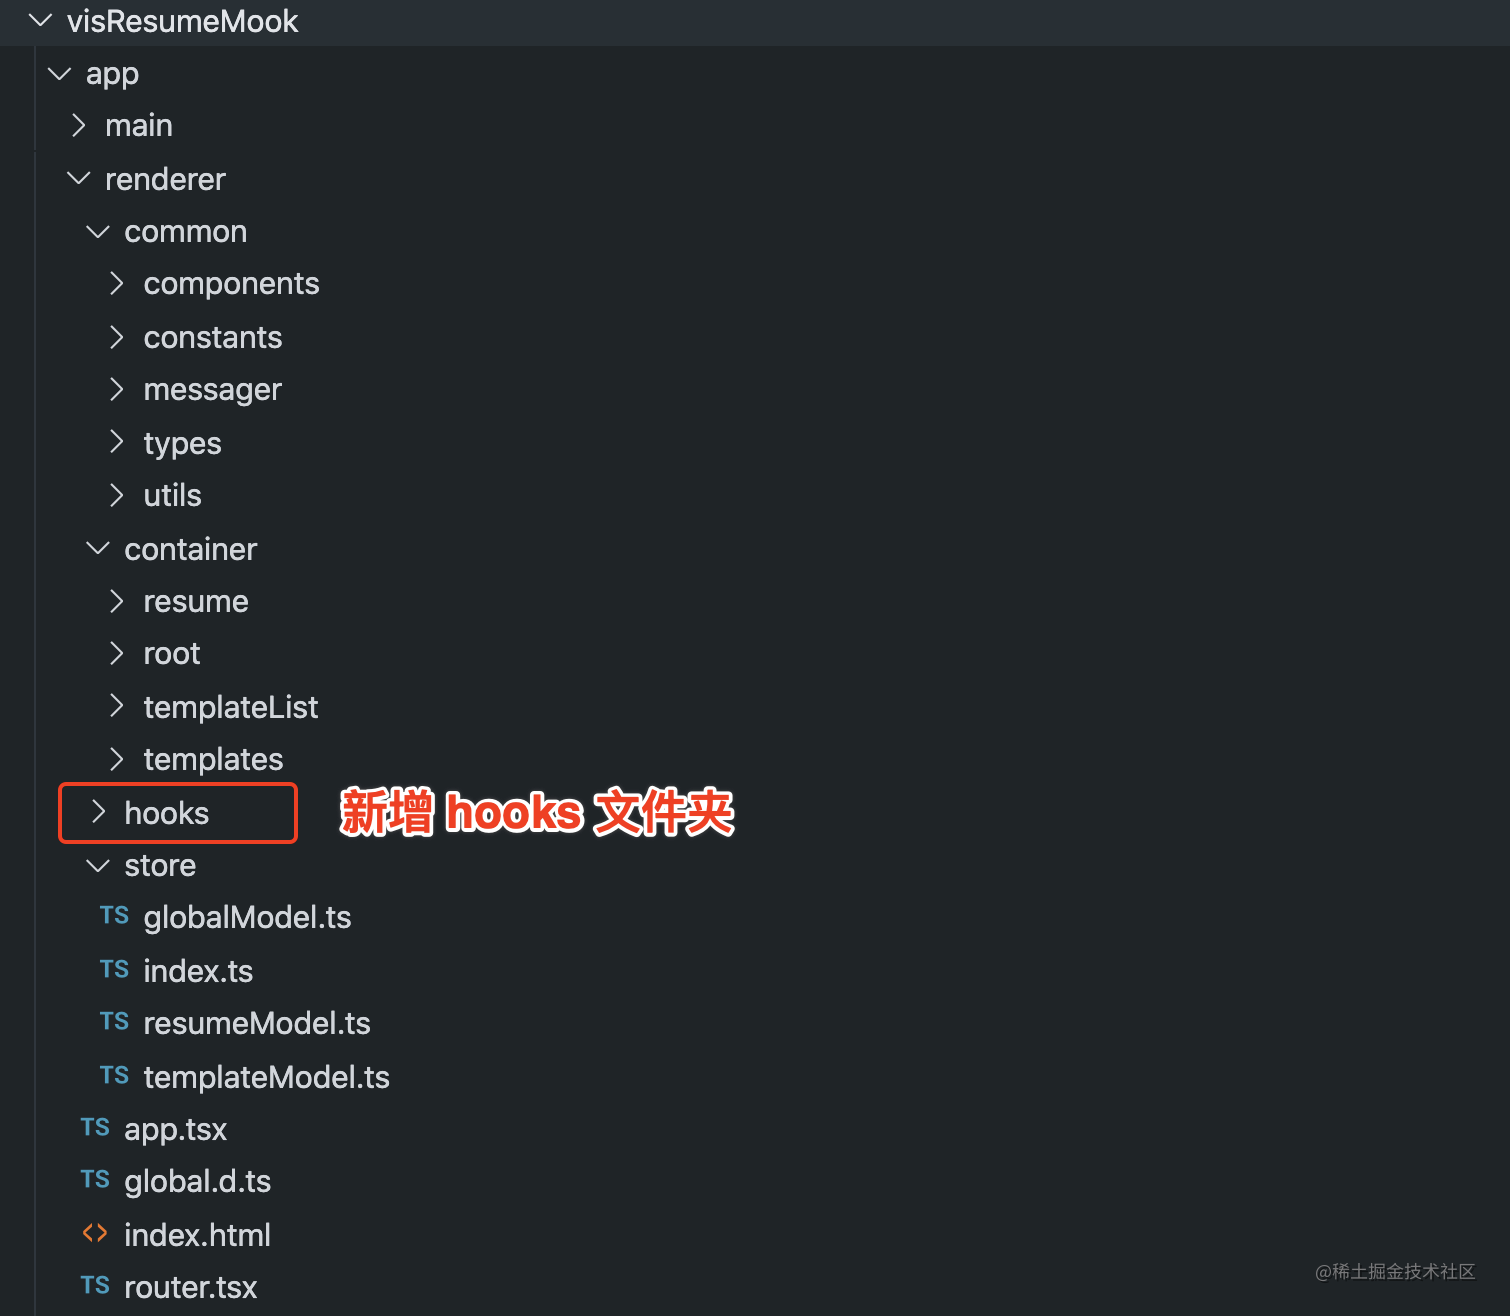 visResumeMook
app
main
renderer
common
components
constants
messager
types
utils
container
resume
root
templateList
templates
hooks 新增 hooks 文件夹
store
TS globalModel.ts
TS index.ts
TS resumeModel.ts
TS templateModel.ts
TS app.tsx
TS global.d.ts
<> index.html
TS router.tsx
@稀土掘金技术社区